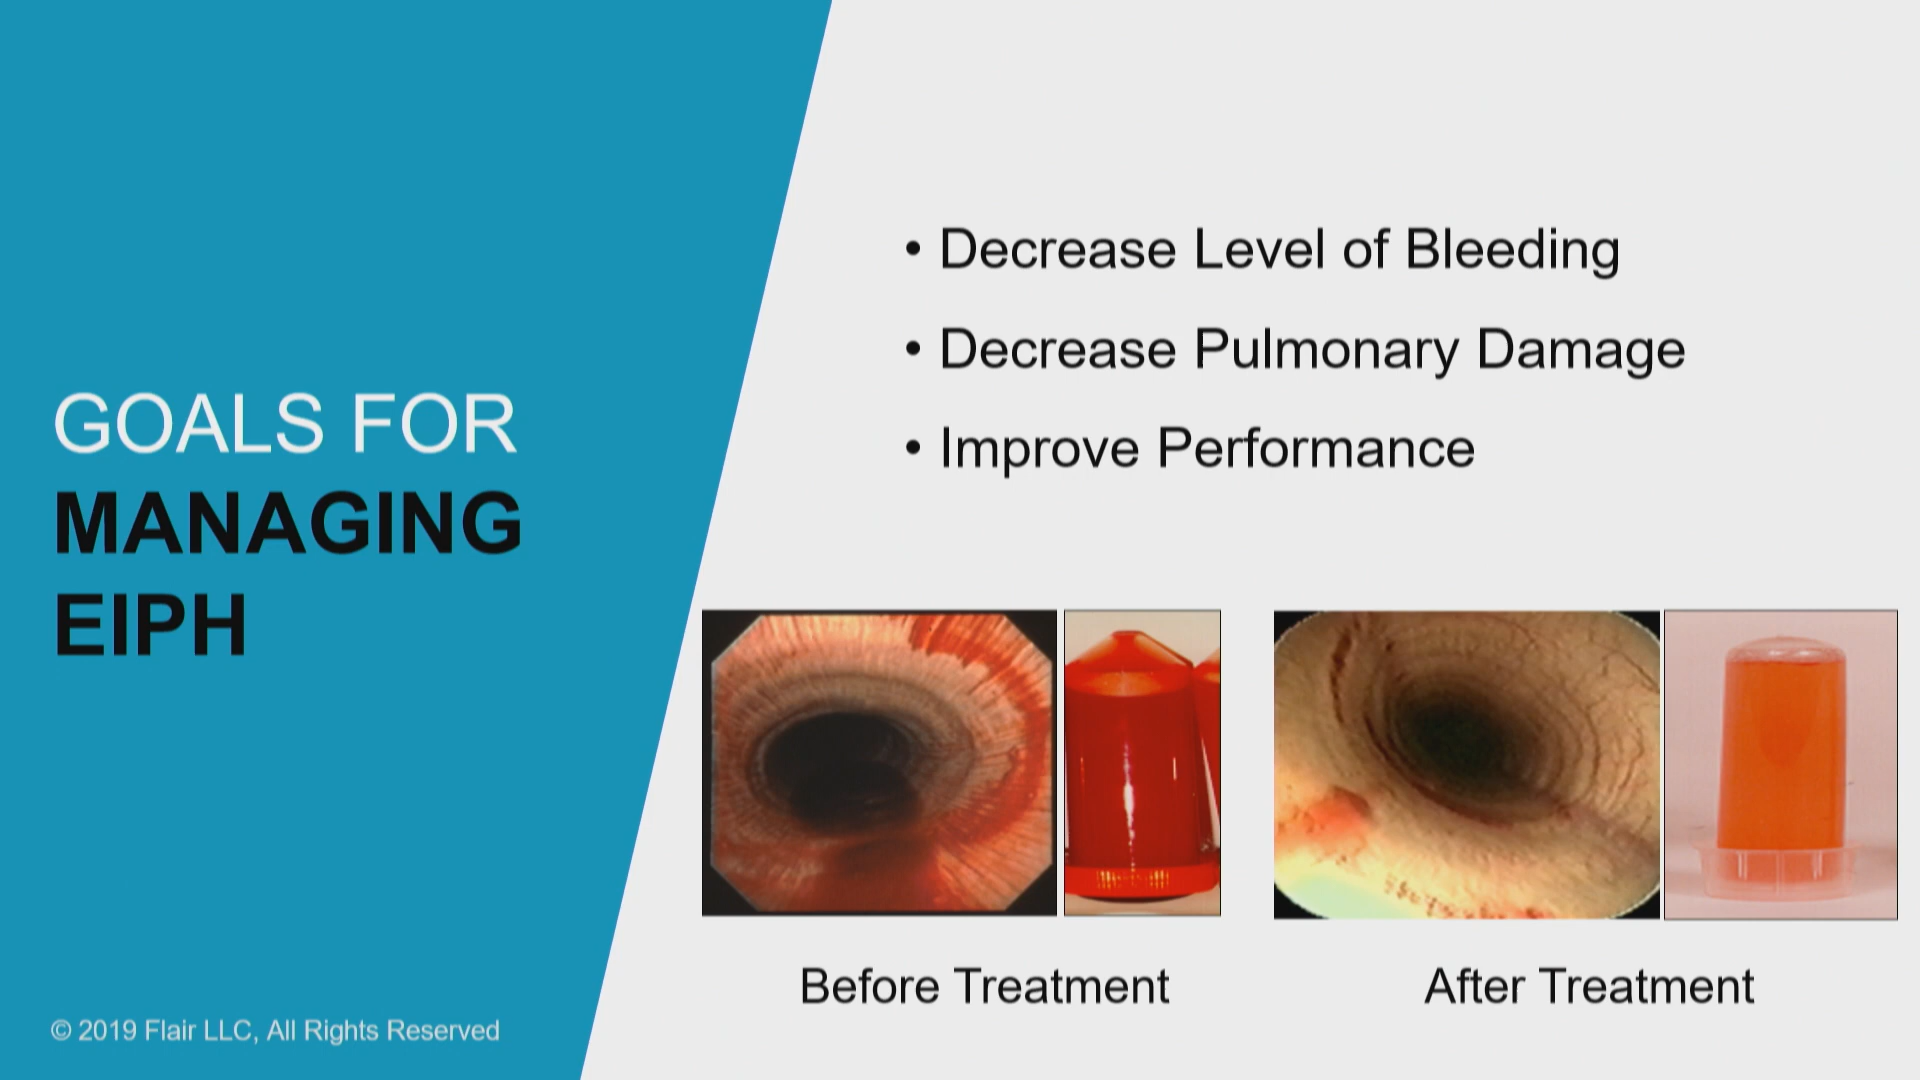 GOALS FOR
MANAGING
EIPH
• Decrease Level of Bleeding
• Decrease Pulmonary Damage
• Improve Performance
Before Treatment
After Treatment
© 2019 Flair LLC, All Rights Reserved